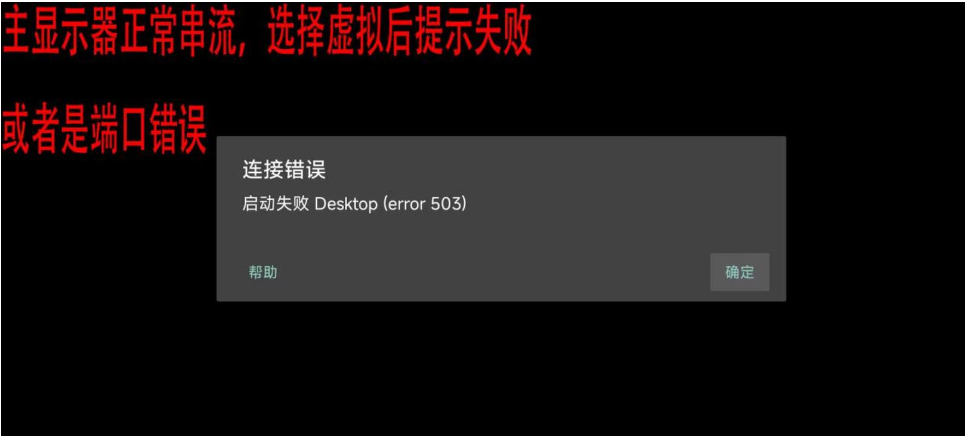 主显示器正常串流，选择虚拟后提示失败
或者是端口错误
连接错误
启动失败 Desktop (error 503)
帮助
确定